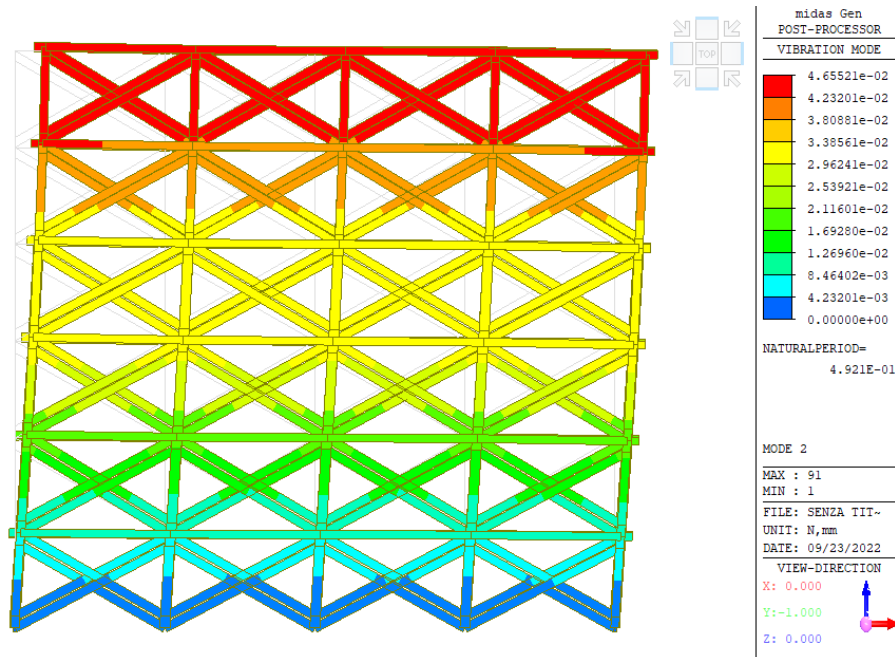 TOP
midas Gen
POST-PROCESSOR
VIBRATION MODE
4.65521e-02
4.23201e-02
3.80881e-02
3.38561e-02
2.96241e-02
2.53921e-02
2.11601e-02
1.69280e-02
1.26960e-02
8.46402e-03
4.23201e-03
0.00000e+00
NATURALPERIOD=
4.921E-01
MODE 2
MAX : 91
MIN : 1
FILE: SENZA TIT~
UNIT: N,mm
DATE: 09/23/2022
VIEW-DIRECTION
X: 0.000
Y:-1.000
Z: 0.000